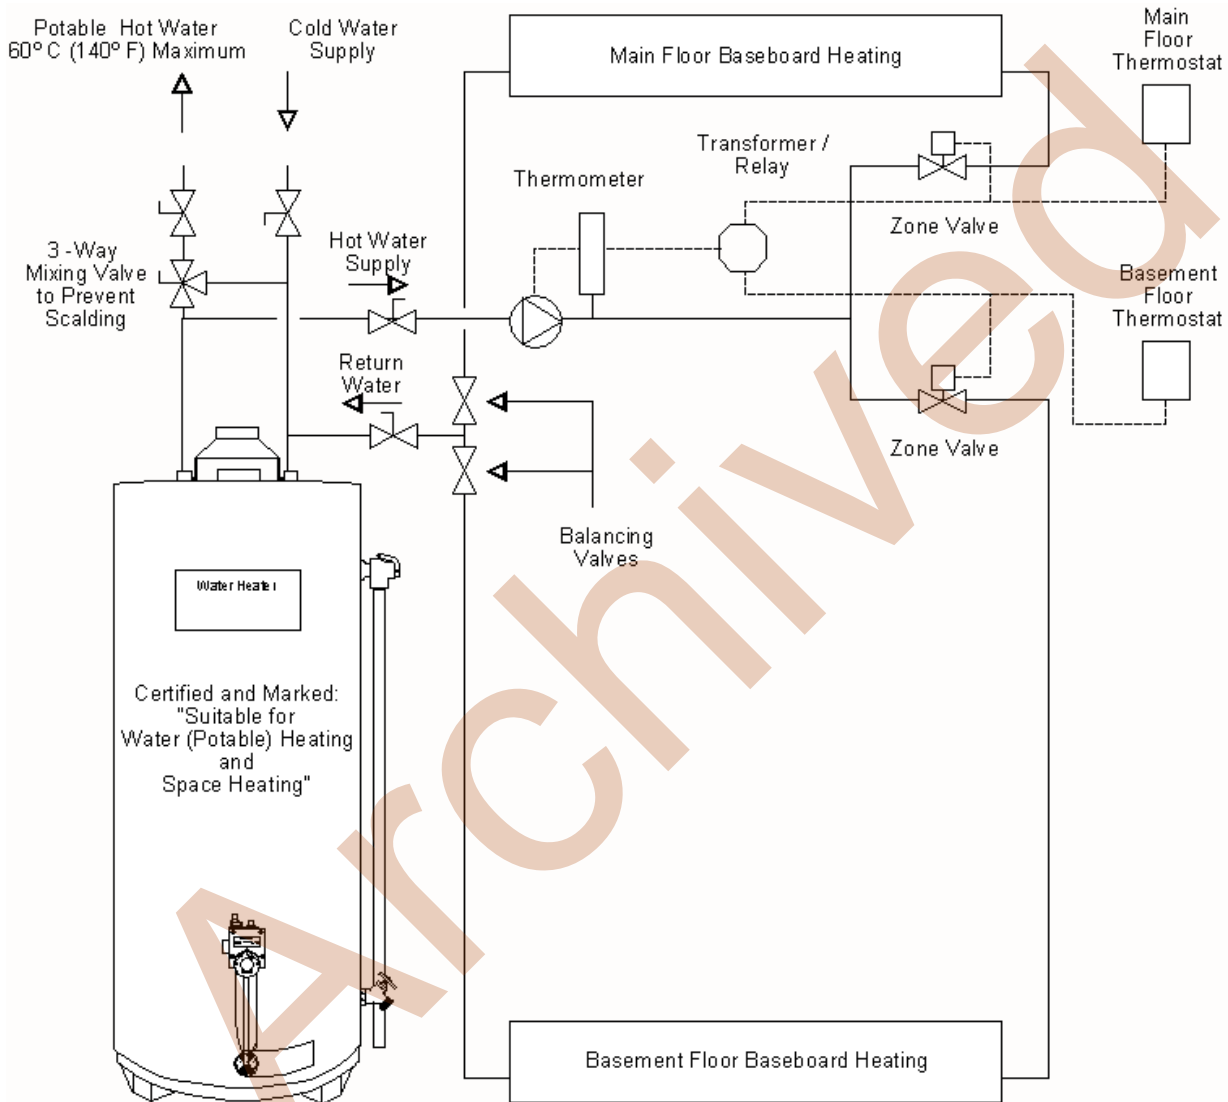 Potable Hot Water
60º C (140º F) Maximum
Cold Water
Supply
Main Floor Baseboard Heating
Main
Floor
Thermostat
Transformer /
Relay
Thermometer
Zone Valve
3 -Way
Mixing Valve
to Prevent
Scalding
Hot Water
Supply
Basement
Floor
Thermostat
Return
Water
Zone Valve
Balancing
Valves
Water Heater
Certified and Marked:
"Suitable for
Water (Potable) Heating
and
Space Heating"
Basement Floor Baseboard Heating
Archived